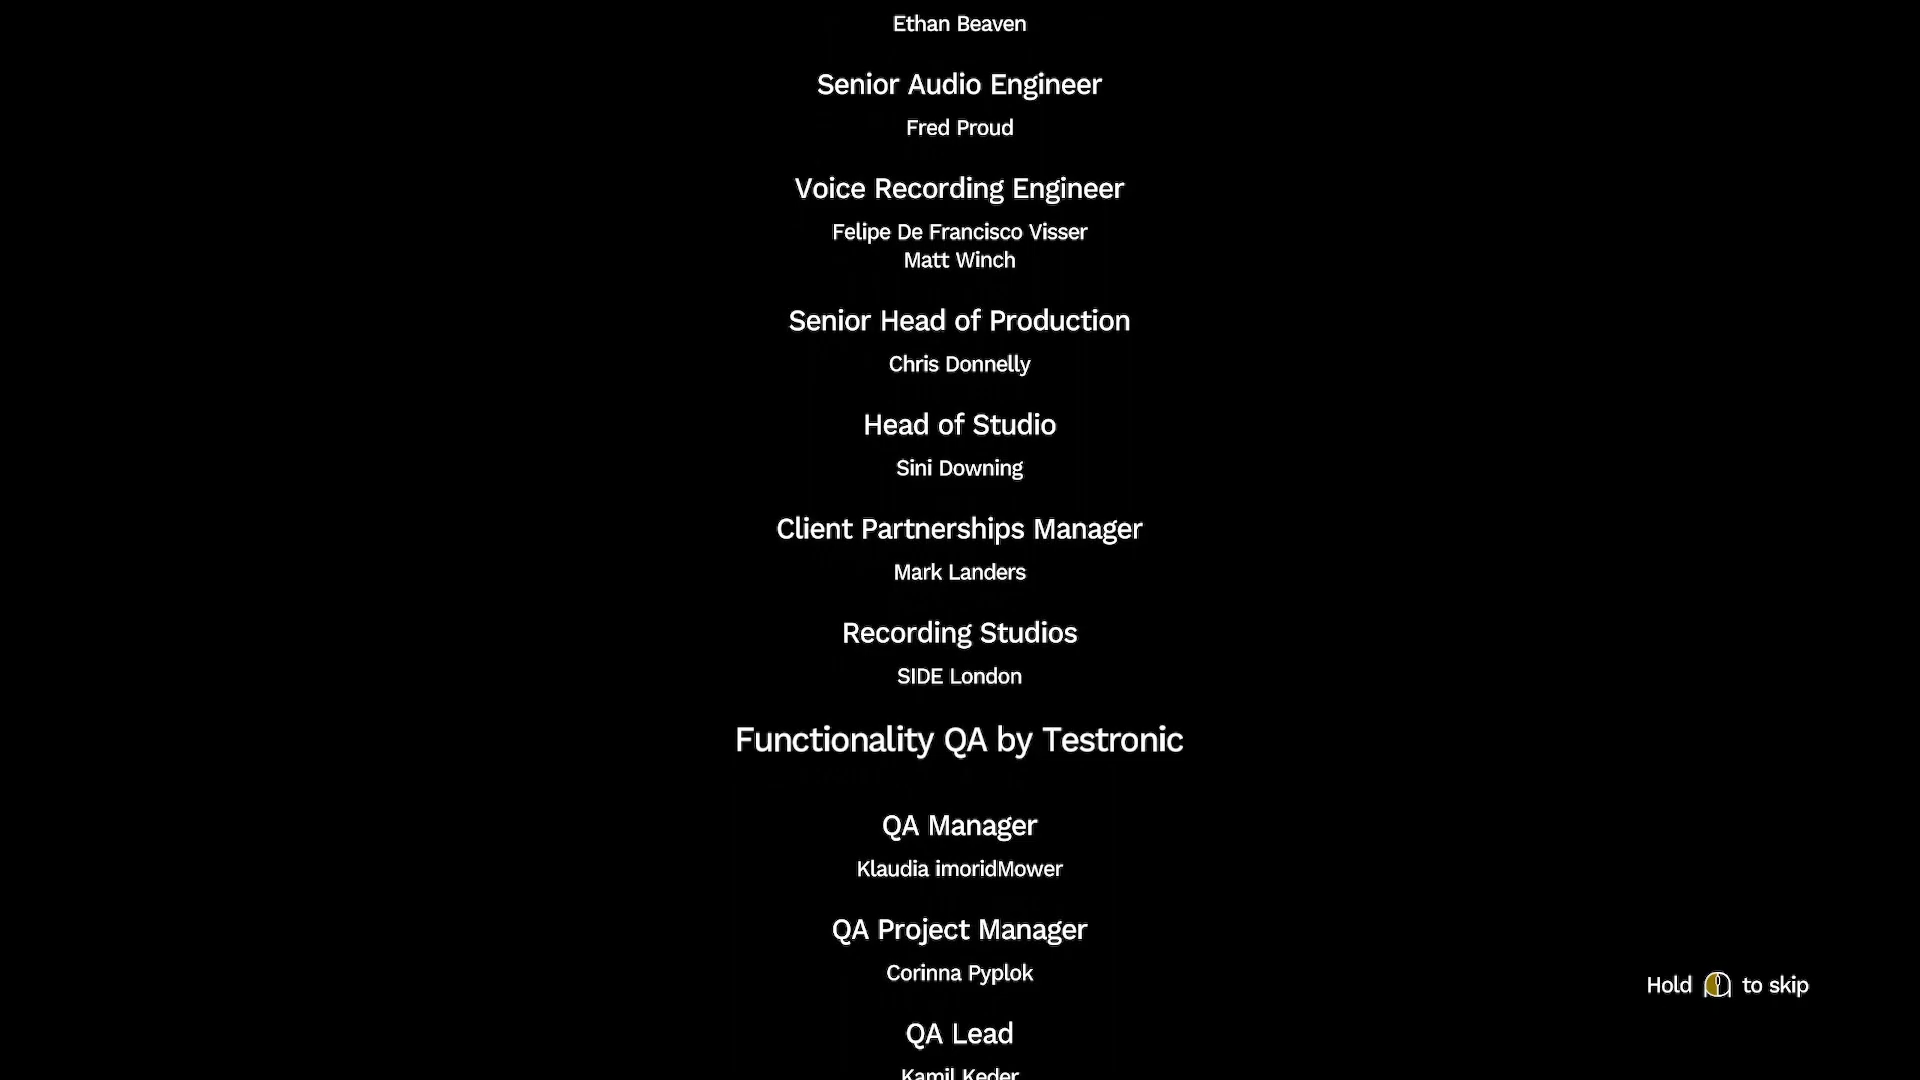 Ethan Beaven
Senior Audio Engineer
Fred Proud
Voice Recording Engineer
Felipe De Francisco Visser
Matt Winch
Senior Head of Production
Chris Donnelly
Head of Studio
Sini Downing
Client Partnerships Manager
Mark Landers
Recording Studios
SIDE London
Functionality QA by Testronic
QA Manager
Klaudia imoridMower
QA Project Manager
Corinna Pyplok
Hold to skip
QA Lead
Kamil Keder